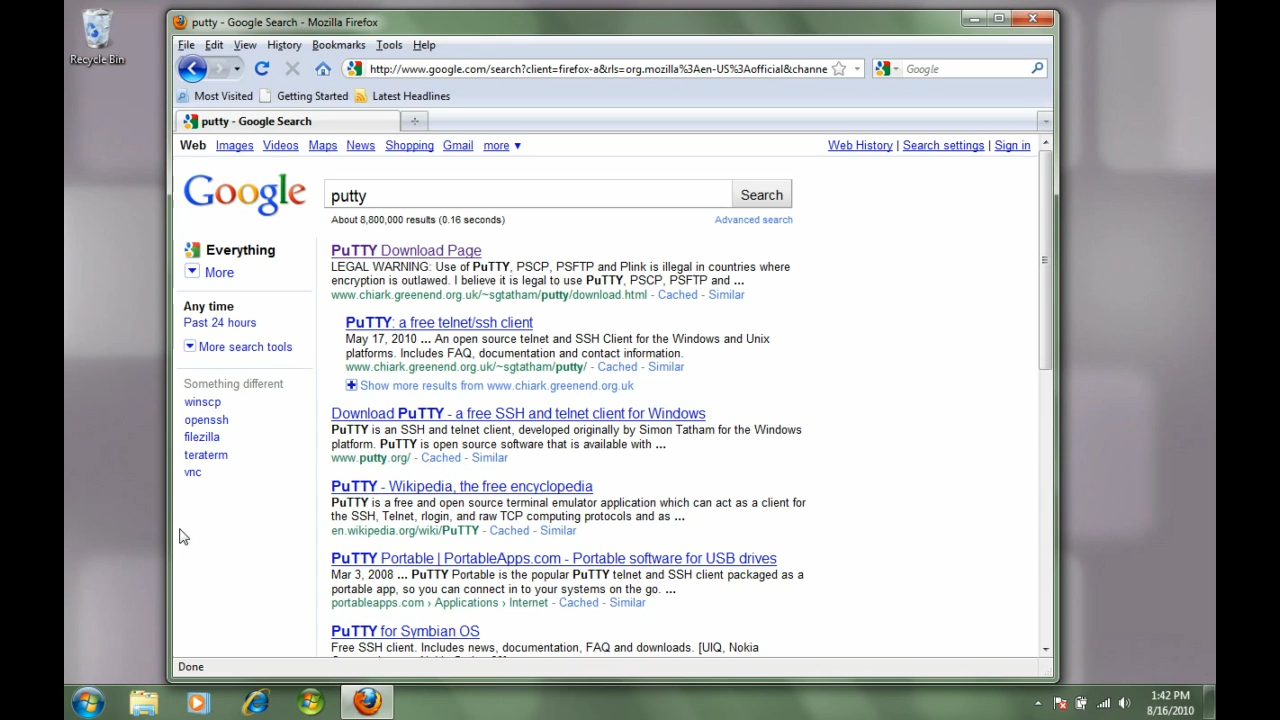 Recycle Bin
putty - Google Search - Mozilla Firefox
File Edit View History Bookmarks Tools Help
http://www.google.com/search?client=firefox-a&rls=org.mozilla%3Aen-US%3Aofficial&channe
Google
Most Visited Getting Started Latest Headlines
putty - Google Search
Web Images Videos Maps News Shopping Gmail more ▼
Web History | Search settings | Sign in
Google
putty
Search
About 8,800,000 results (0.16 seconds)
Advanced search
Everything
More
Any time
Past 24 hours
More search tools
Something different
winscp
openssh
filezilla
teraterm
vnc
PuTTY Download Page
LEGAL WARNING: Use of PuTTY, PSCP, PSFTP and Plink is illegal in countries where
encryption is outlawed. I believe it is legal to use PuTTY, PSCP, PSFTP and ...
www.chiark.greenend.org.uk/~sgtatham/putty/download.html - Cached - Similar
PuTTY: a free telnet/ssh client
May 17, 2010 ... An open source telnet and SSH Client for the Windows and Unix
platforms. Includes FAQ, documentation and contact information.
www.chiark.greenend.org.uk/~sgtatham/putty/ - Cached - Similar
Show more results from www.chiark.greenend.org.uk
Download PuTTY - a free SSH and telnet client for Windows
PuTTY is an SSH and telnet client, developed originally by Simon Tatham for the Windows
platform. PuTTY is open source software that is available with ...
www.putty.org/ - Cached - Similar
PuTTY - Wikipedia, the free encyclopedia
PuTTY is a free and open source terminal emulator application which can act as a client for
the SSH, Telnet, rlogin, and raw TCP computing protocols and as ...
en.wikipedia.org/wiki/PuTTY - Cached - Similar
PuTTY Portable | PortableApps.com - Portable software for USB drives
Mar 3, 2008 ... PuTTY Portable is the popular PuTTY telnet and SSH client packaged as a
portable app, so you can connect in to your systems on the go. ...
portableapps.com › Applications › Internet - Cached - Similar
PuTTY for Symbian OS
Free SSH client. Includes news, documentation, FAQ and downloads. [UIQ, Nokia
Done
1:42 PM
8/16/2010